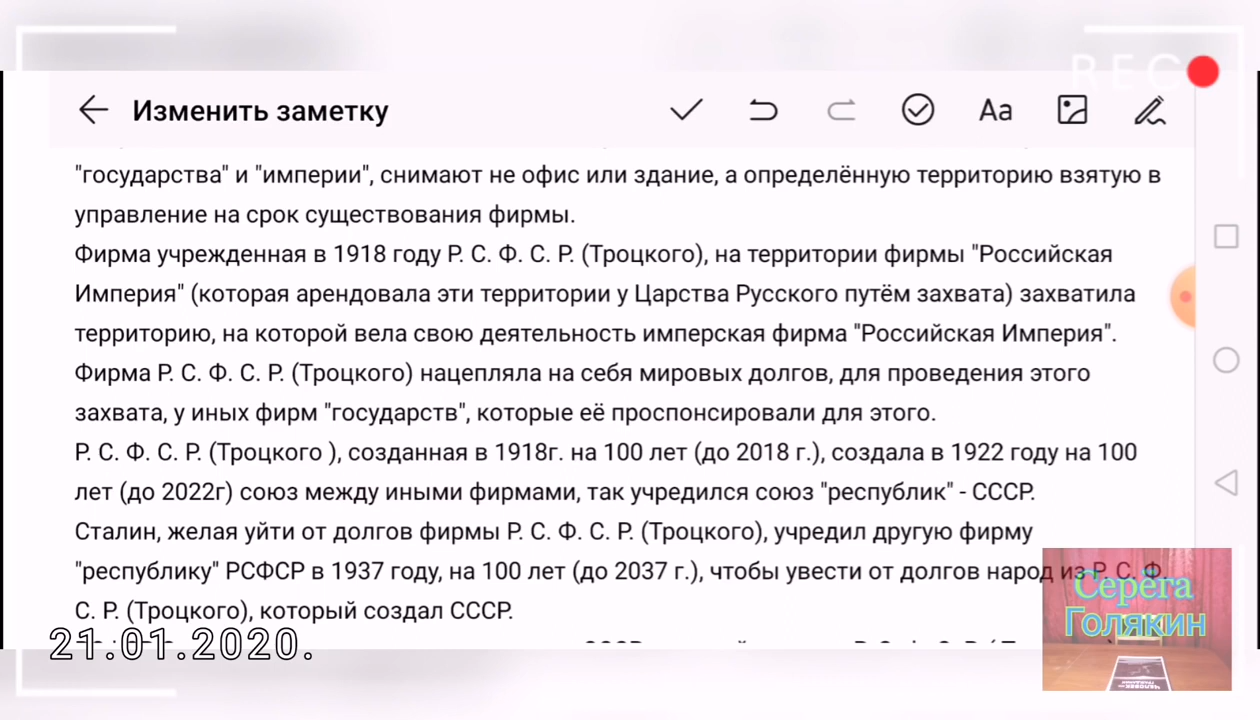 REC
Изменить заметку
Aa
"государства" и "империи", снимают не офис или здание, а определённую территорию взятую в
управление на срок существования фирмы.
Фирма учрежденная в 1918 году Р. С. Ф. С. Р. (Троцкого), на территории фирмы "Российская
Империя" (которая арендовала эти территории у Царства Русского путём захвата) захватила
территорию, на которой вела свою деятельность имперская фирма "Российская Империя".
Фирма Р. С. Ф. С. Р. (Троцкого) нацепляла на себя мировых долгов, для проведения этого
захвата, у иных фирм "государств", которые её проспонсировали для этого.
Р. С. Ф. С. Р. (Троцкого ), созданная в 1918г. на 100 лет (до 2018 г.), создала в 1922 году на 100
лет (до 2022г) союз между иными фирмами, так учредился союз "республик" - СССР.
Сталин, желая уйти от долгов фирмы Р. С. Ф. С. Р. (Троцкого), учредил другую фирму
"республику" РСФСР в 1937 году, на 100 лет (до 2037 г.), чтобы увести от долгов народ из Р. С. Ф.
С. Р. (Троцкого), который создал СССР.
21.01.2020.
Серёга
Голякин